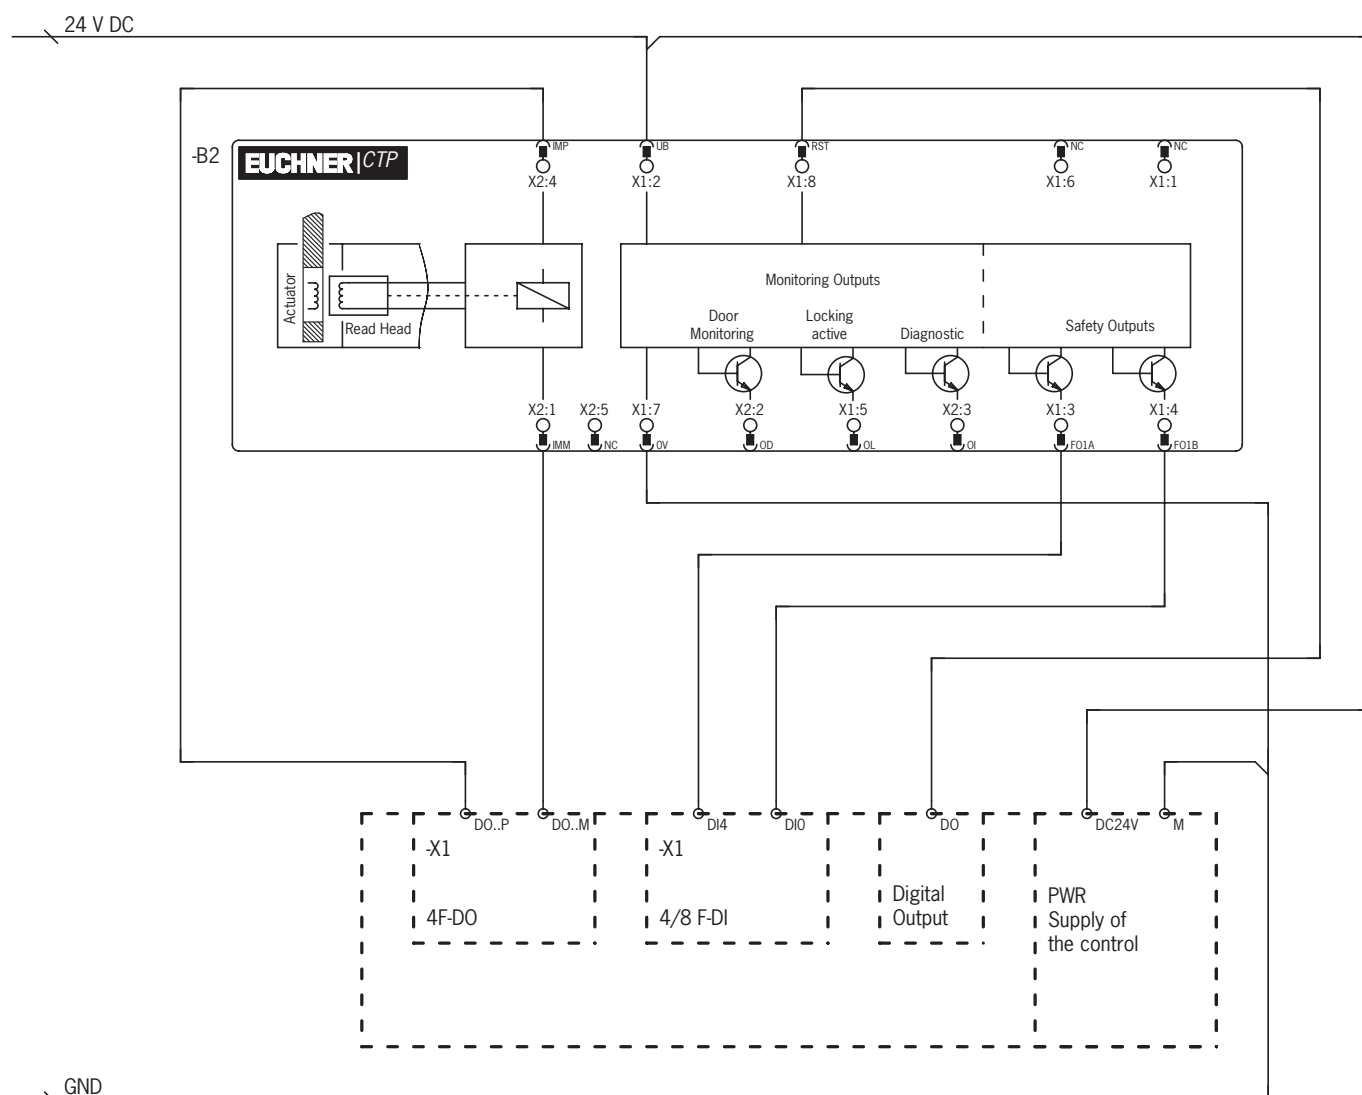 24 V DC
-B2
EUCHNER|CTP
IMP
UB
RST
NC
NC
X2:4
X1:2
X1:8
X1:6
X1:1
Actuator
Read Head
Monitoring Outputs
Door
Monitoring
Locking
active
Diagnostic
Safety Outputs
X2:1
X2:5
X1:7
X2:2
X1:5
X2:3
X1:3
X1:4
IMM
NC
0V
OD
OL
OI
FO1A
FO1B
DO..P
DO..M
DI4
DI0
DO
DC24V
M
-X1
4F-DO
-X1
4/8 F-DI
Digital
Output
PWR
Supply of
the control
GND